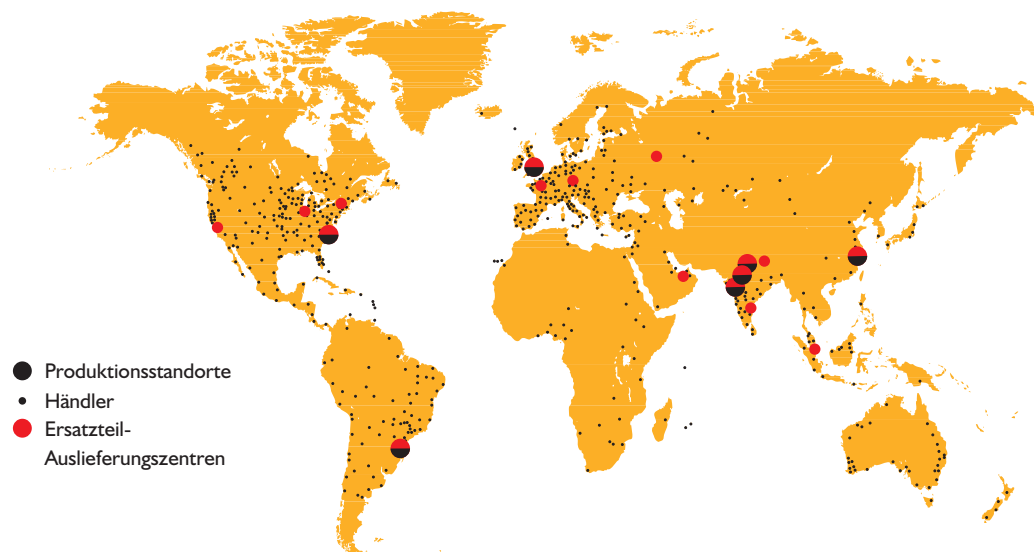 Produktionsstandorte
Händler
Ersatzteil-
Auslieferungszentren